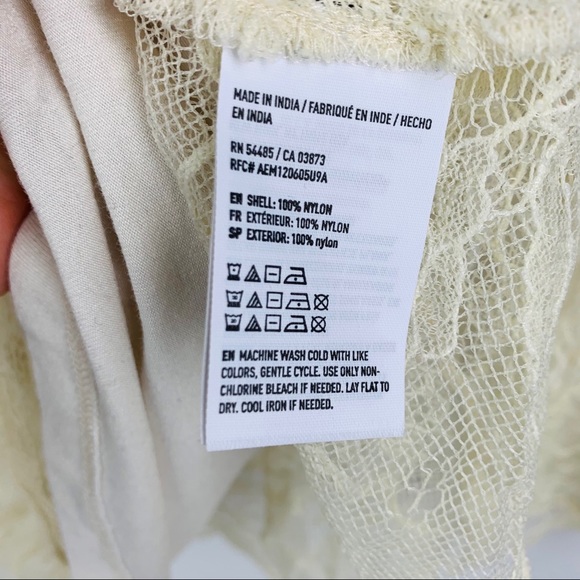 MADE IN INDIA / FABRIQUÉ EN INDE / HECHO
EN INDIA
RN 54485 / CA 03873
RFC# AEM120605U9A
EN SHELL: 100% NYLON
FR EXTÉRIEUR: 100% NYLON
SP EXTERIOR: 100% nylon
EN MACHINE WASH COLD WITH LIKE
COLORS, GENTLE CYCLE. USE ONLY NON-
CHLORINE BLEACH IF NEEDED. LAY FLAT TO
DRY. COOL IRON IF NEEDED.